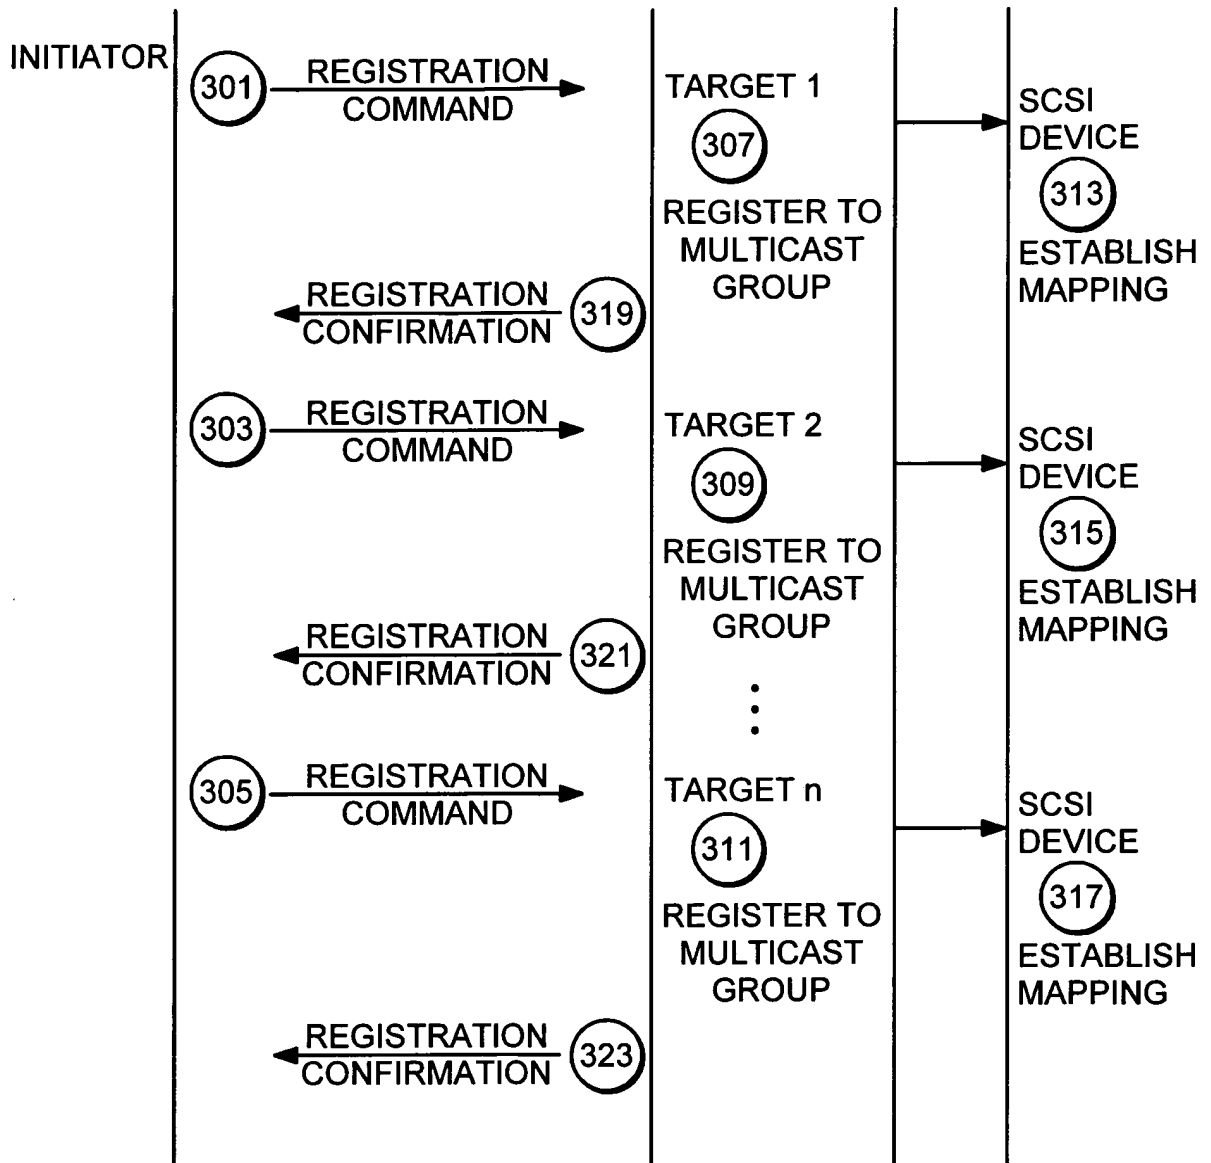 INITIATOR
301
REGISTRATION
COMMAND
TARGET 1
307
REGISTER TO
MULTICAST
GROUP
SCSI
DEVICE
313
ESTABLISH
MAPPING
REGISTRATION
CONFIRMATION
319
303
REGISTRATION
COMMAND
TARGET 2
309
REGISTER TO
MULTICAST
GROUP
SCSI
DEVICE
315
ESTABLISH
MAPPING
REGISTRATION
CONFIRMATION
321
305
REGISTRATION
COMMAND
TARGET n
311
REGISTER TO
MULTICAST
GROUP
SCSI
DEVICE
317
ESTABLISH
MAPPING
REGISTRATION
CONFIRMATION
323